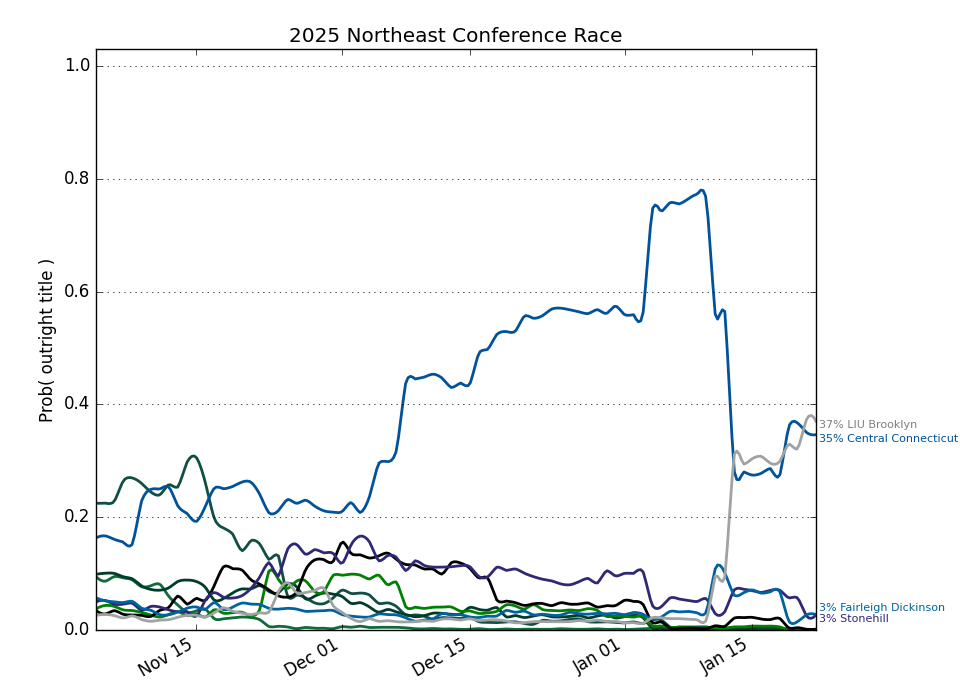 2025 Northeast Conference Race
1.0
0.8
0.6
0.4
0.2
0.0
Prob( outright title )
37% LIU Brooklyn
35% Central Connecticut
3% Fairleigh Dickinson
3% Stonehill
Nov 15
Dec 01
Dec 15
Jan 01
Jan 15